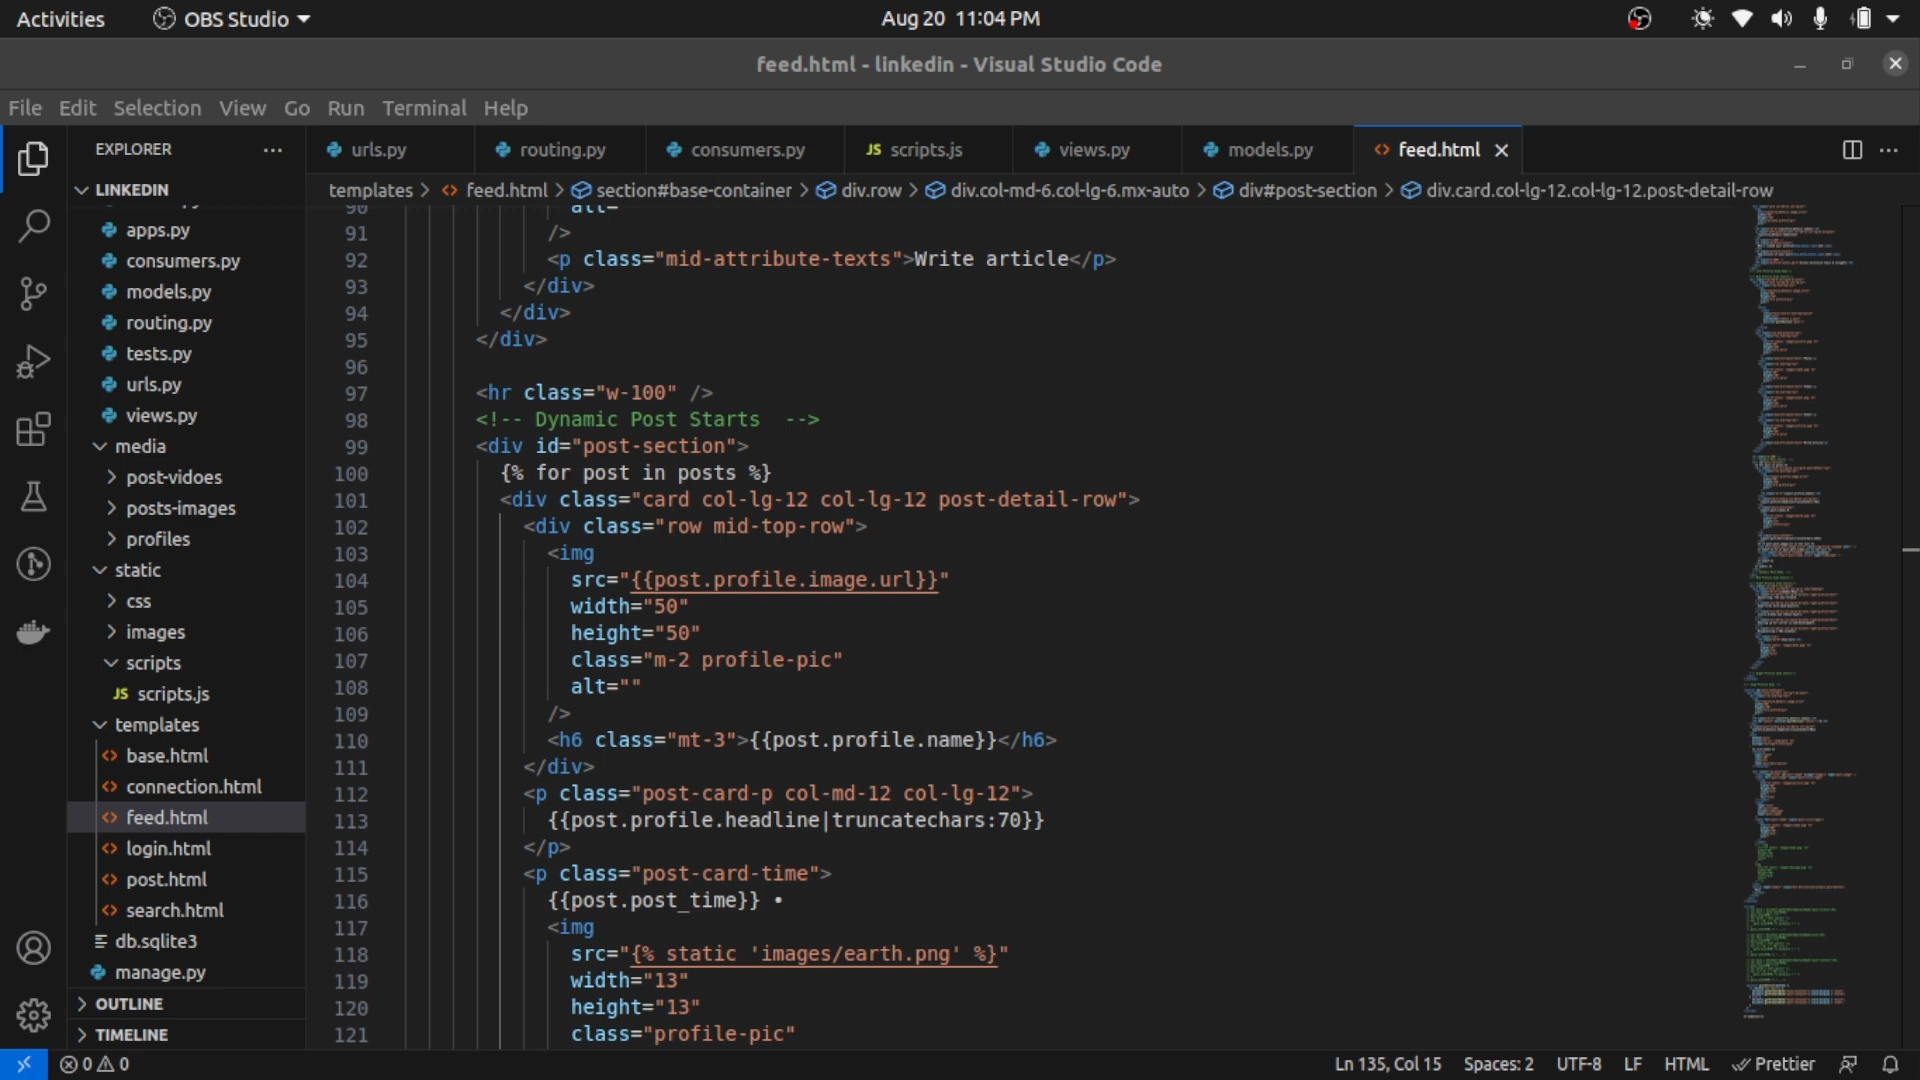 Activities
OBS Studio
Aug 20 11:04 PM
feed.html - linkedin - Visual Studio Code
File Edit Selection View Go Run Terminal Help
EXPLORER
urls.py
routing.py
consumers.py
JS scripts.js
views.py
models.py
feed.html
LINKEDIN
templates > feed.html > section#base-container > div.row > div.col-md-6.col-lg-6.mx-auto > div#post-section > div.card.col-lg-12.col-lg-12.post-detail-row
apps.py
consumers.py
models.py
routing.py
tests.py
urls.py
views.py
media
post-vidoes
posts-images
profiles
static
css
images
scripts
JS scripts.js
templates
base.html
connection.html
feed.html
login.html
post.html
search.html
db.sqlite3
manage.py
OUTLINE
TIMELINE
90 alt=
91 />
92 <p class="mid-attribute-texts">Write article</p>
93 </div>
94 </div>
95 </div>
96
97 <hr class="w-100" />
98 <!-- Dynamic Post Starts  -->
99 <div id="post-section">
100 {% for post in posts %}
101 <div class="card col-lg-12 col-lg-12 post-detail-row">
102 <div class="row mid-top-row">
103 <img
104 src="{{post.profile.image.url}}"
105 width="50"
106 height="50"
107 class="m-2 profile-pic"
108 alt=""
109 />
110 <h6 class="mt-3">{{post.profile.name}}</h6>
111 </div>
112 <p class="post-card-p col-md-12 col-lg-12">
113 {{post.profile.headline|truncatechars:70}}
114 </p>
115 <p class="post-card-time">
116 {{post.post_time}} •
117 <img
118 src="{% static 'images/earth.png' %}"
119 width="13"
120 height="13"
121 class="profile-pic"
0 0
Ln 135, Col 15
Spaces: 2
UTF-8
LF
HTML
Prettier